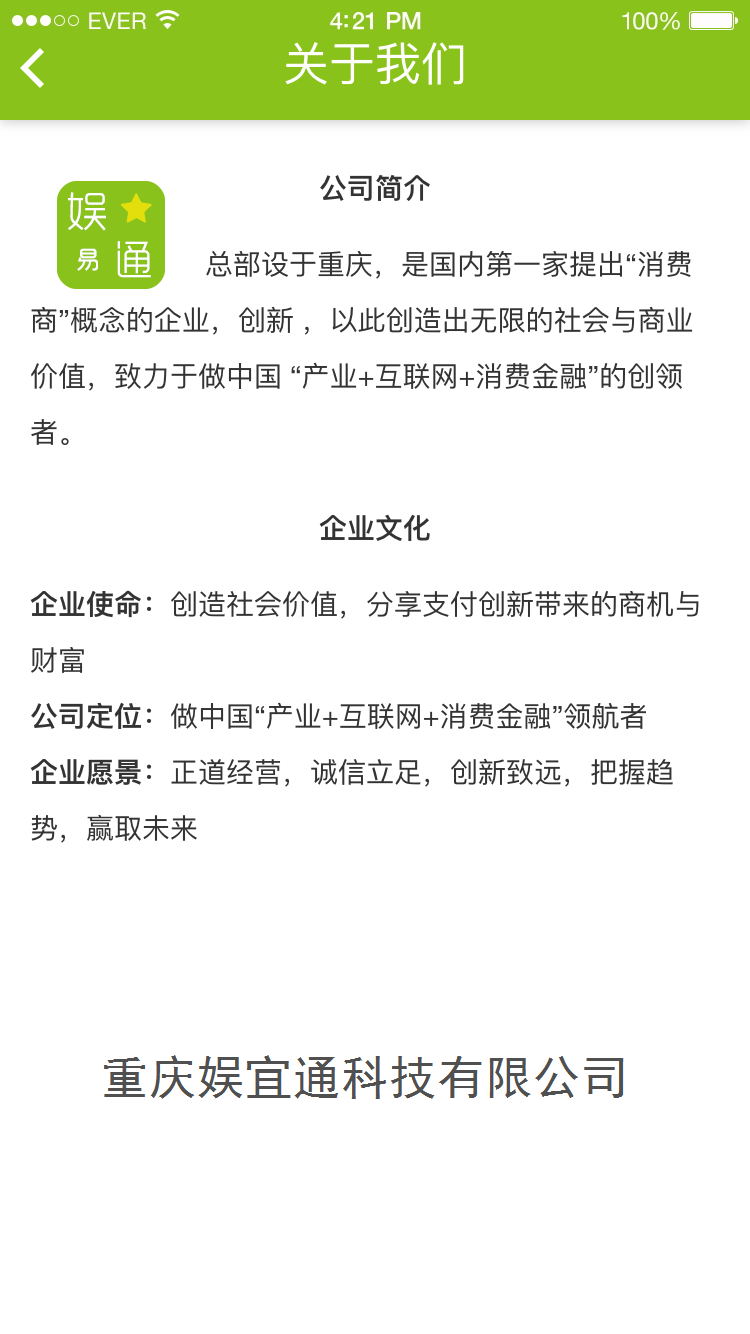 EVER 4:21 PM 100%
关于我们
公司简介
娱
易 通
总部设于重庆，是国内第一家提出“消费
商”概念的企业，创新 ，以此创造出无限的社会与商业
价值，致力于做中国 “产业+互联网+消费金融”的创领
者。
企业文化
企业使命：创造社会价值，分享支付创新带来的商机与
财富
公司定位：做中国“产业+互联网+消费金融”领航者
企业愿景：正道经营，诚信立足，创新致远，把握趋
势，赢取未来
重庆娱宜通科技有限公司